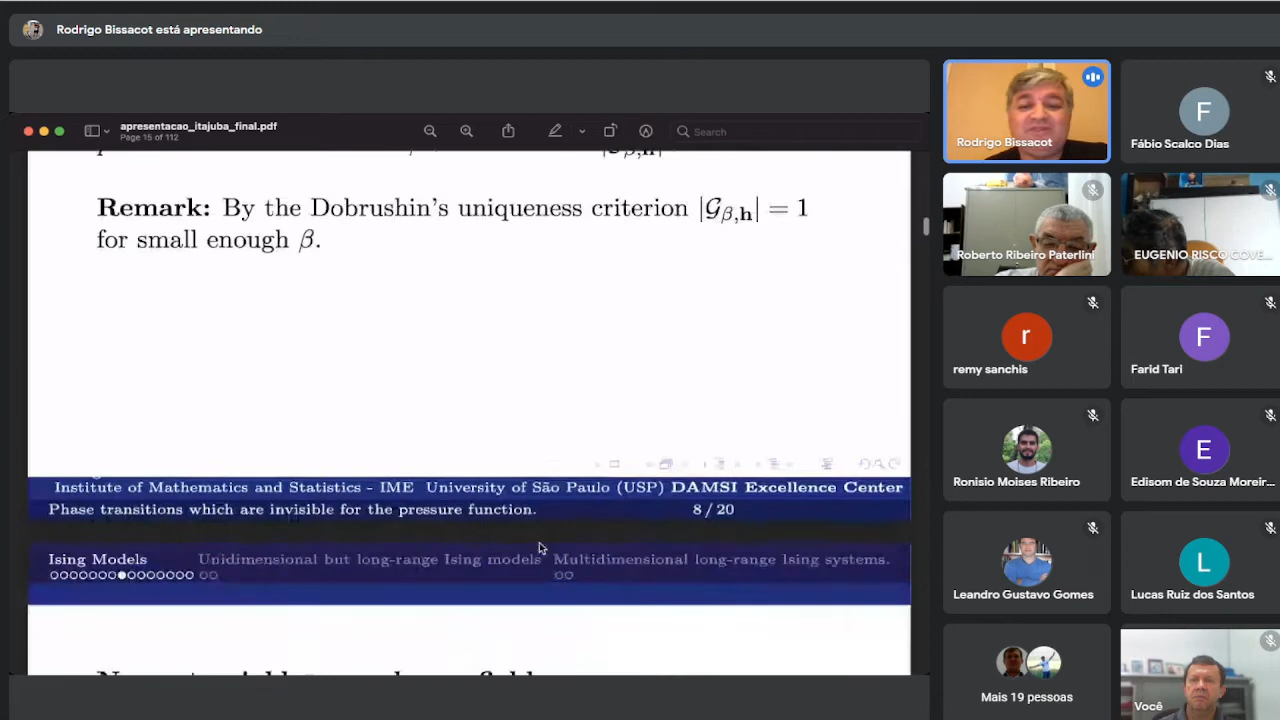 Rodrigo Bissacot está apresentando
apresentacao_itajuba_final.pdf
Page 15 of 112
Search
Remark: By the Dobrushin's uniqueness criterion |𝒢β,h| = 1
for small enough β.
Institute of Mathematics and Statistics - IME University of São Paulo (USP) DAMSI Excellence Center
Phase transitions which are invisible for the pressure function.
8 / 20
Ising Models
Unidimensional but long-range Ising models
Multidimensional long-range Ising systems.
Rodrigo Bissacot
F
Fábio Scalco Dias
Roberto Ribeiro Paterlini
EUGENIO RISCO COVE...
r
remy sanchis
F
Farid Tari
Ronisio Moises Ribeiro
E
Edisom de Souza Moreir...
Leandro Gustavo Gomes
L
Lucas Ruiz dos Santos
Mais 19 pessoas
Você